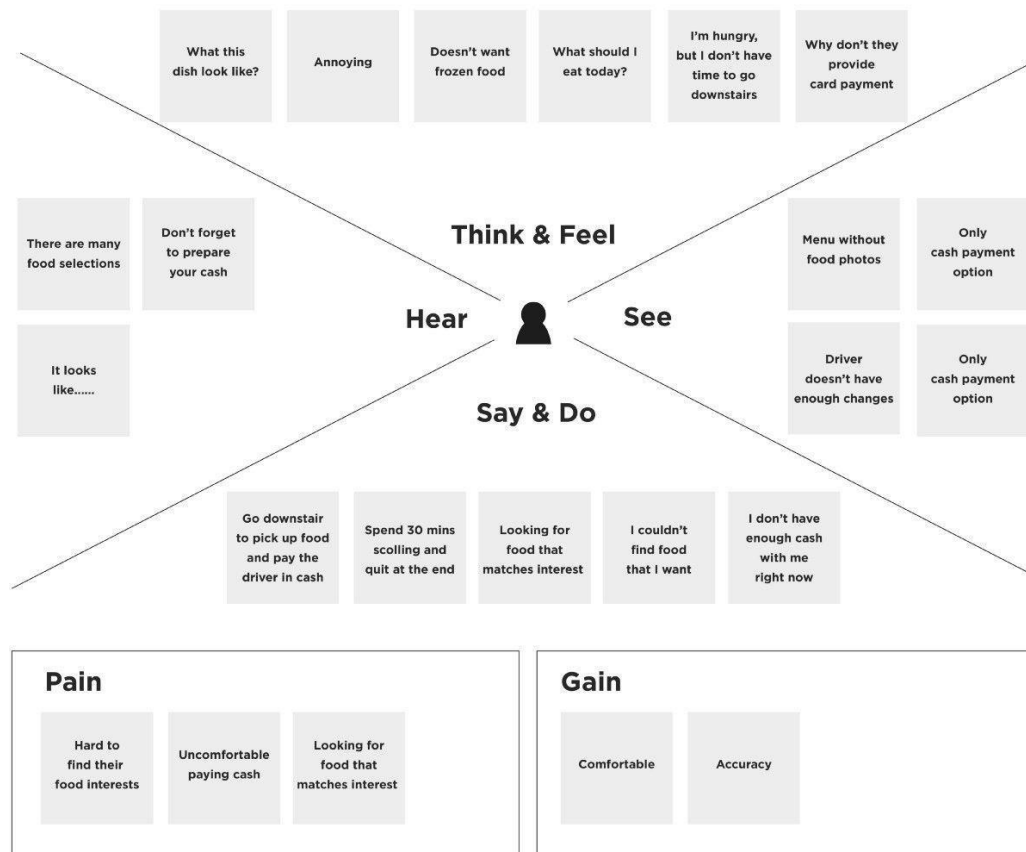 What this
dish look like?
Annoying
Doesn't want
frozen food
What should I
eat today?
I'm hungry,
but I don't have
time to go
downstairs
Why don't they
provide
card payment
Think & Feel
There are many
food selections
Don't forget
to prepare
your cash
It looks
like......
Hear
See
Menu without
food photos
Only
cash payment
option
Driver
doesn't have
enough changes
Only
cash payment
option
Say & Do
Go downstair
to pick up food
and pay the
driver in cash
Spend 30 mins
scolling and
quit at the end
Looking for
food that
matches interest
I couldn't
find food
that I want
I don't have
enough cash
with me
right now
Pain
Hard to
find their
food interests
Uncomfortable
paying cash
Looking for
food that
matches interest
Gain
Comfortable
Accuracy